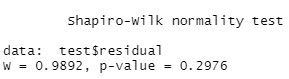 Shapiro-Wilk normality test
data: test$residual
W = 0.9892, p-value = 0.2976